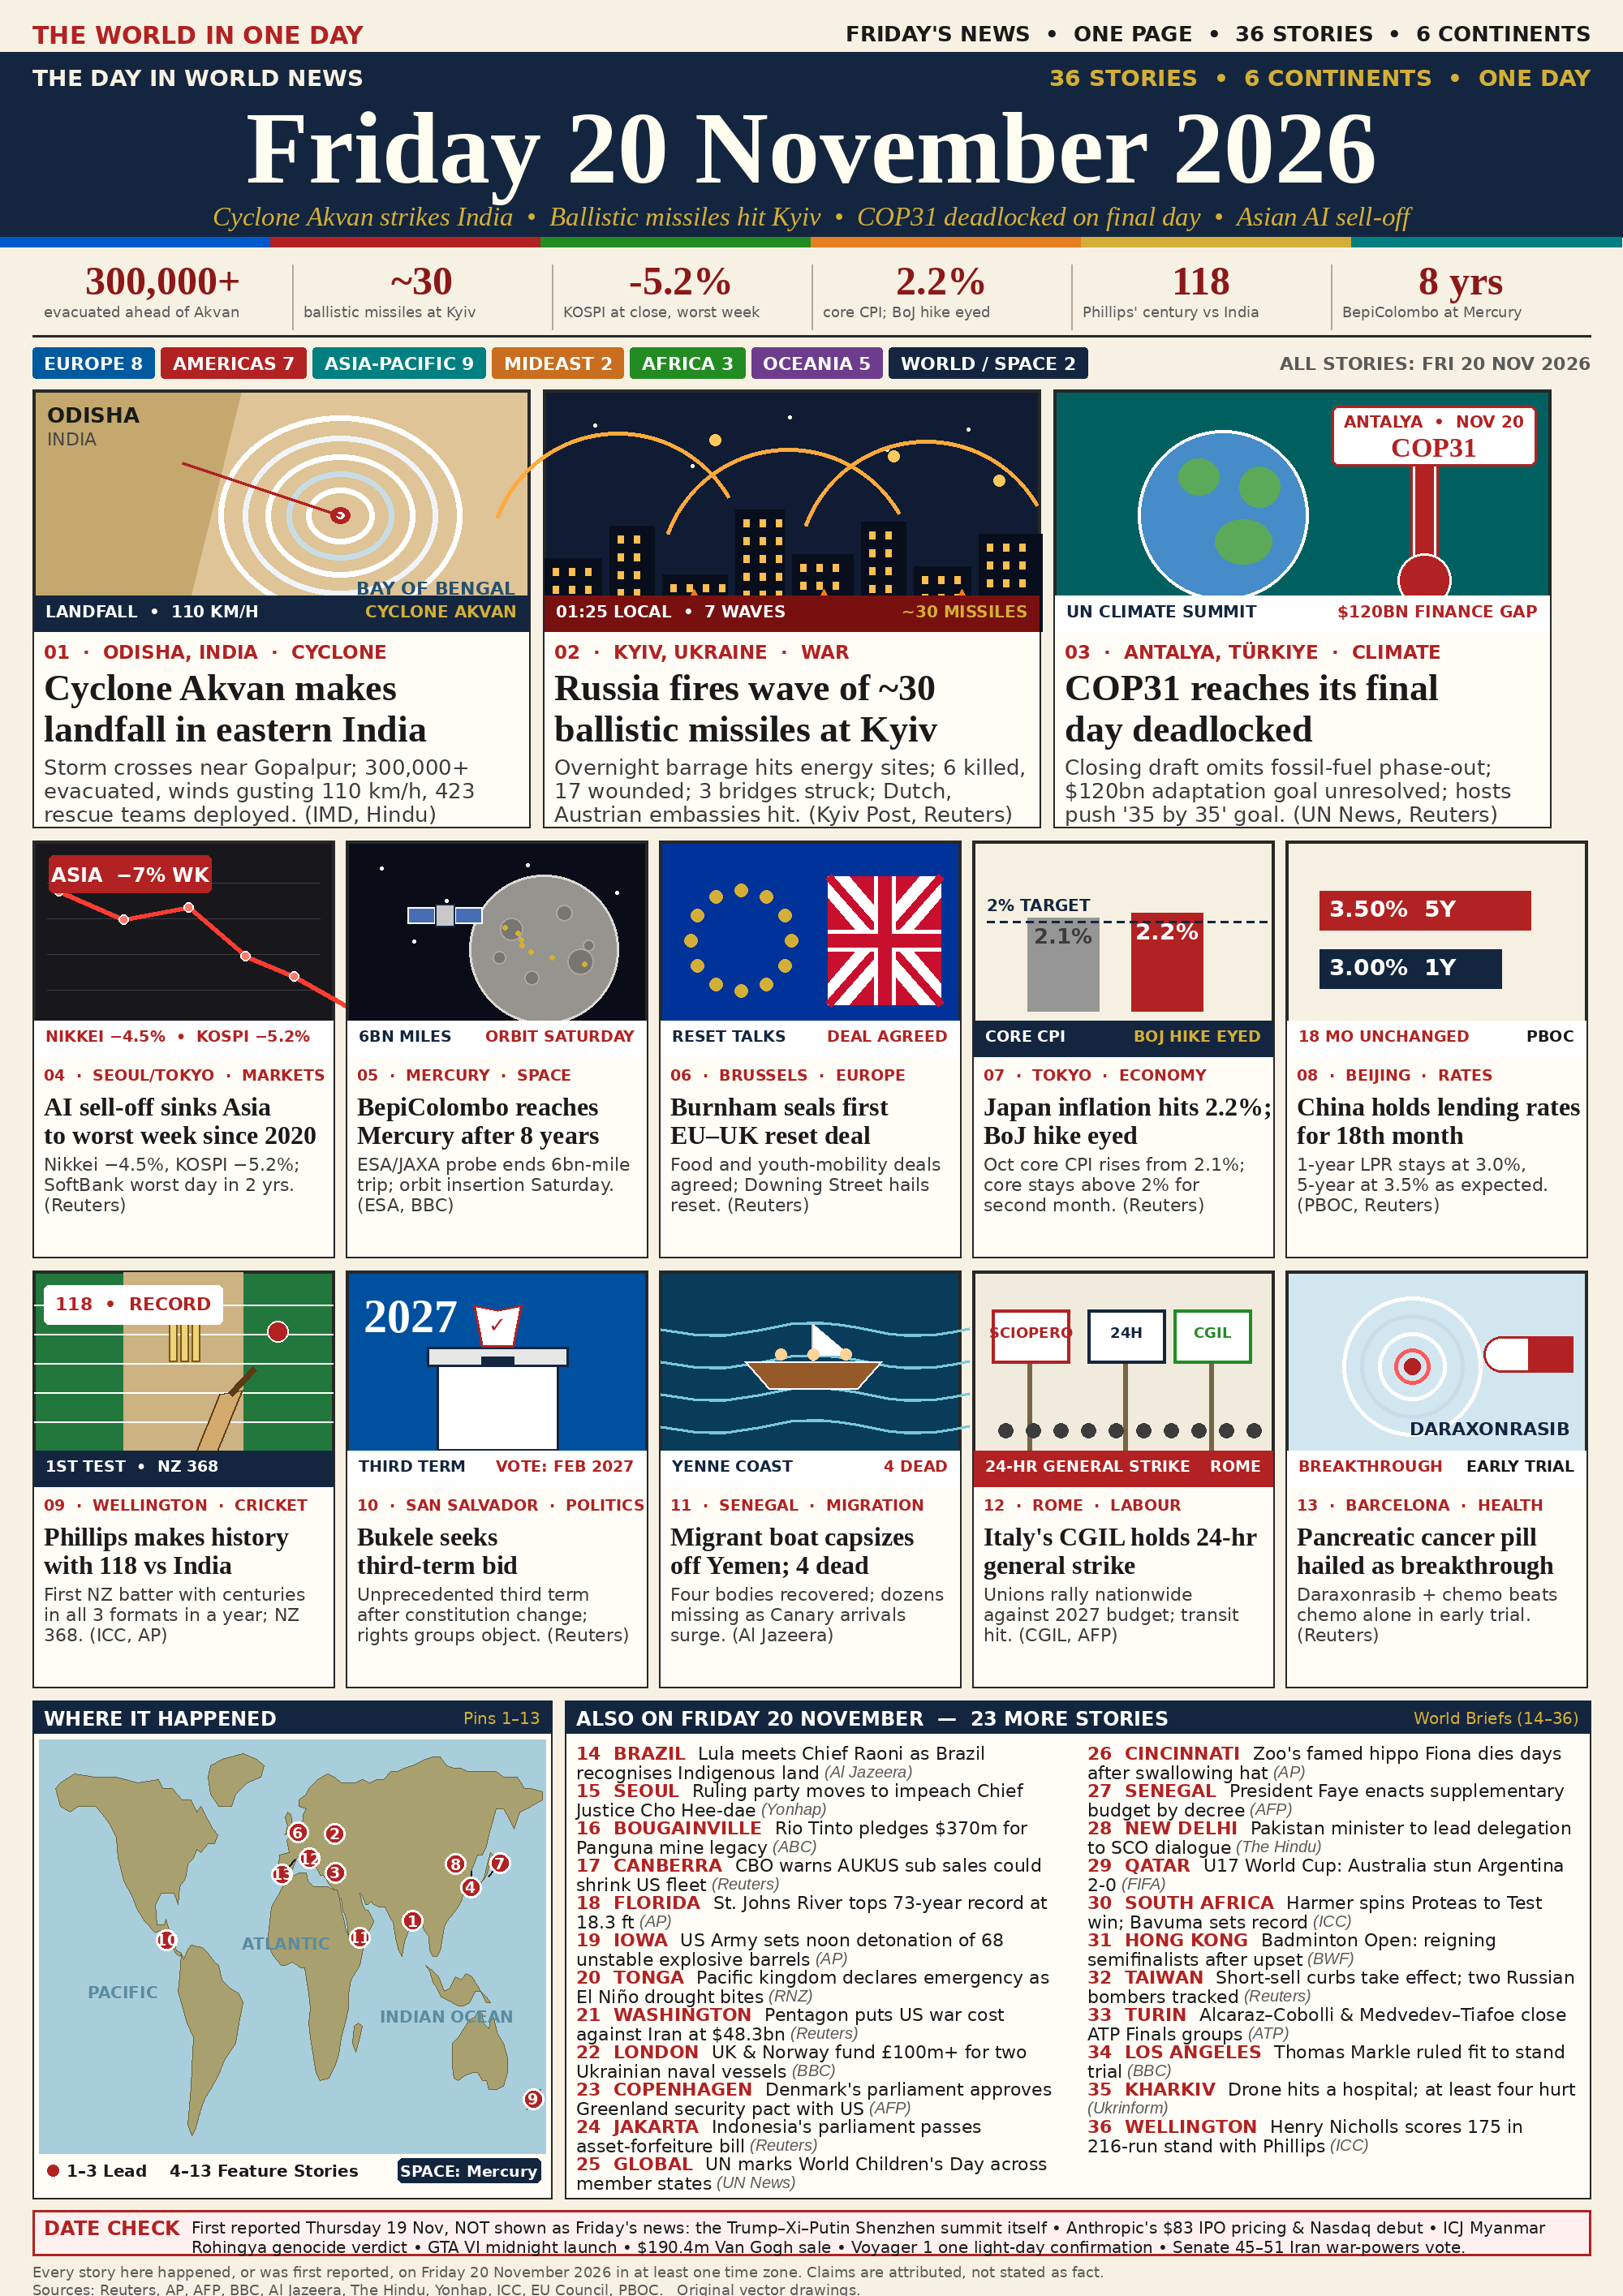 THE WORLD IN ONE DAY
FRIDAY'S NEWS • ONE PAGE • 36 STORIES • 6 CONTINENTS
THE DAY IN WORLD NEWS
36 STORIES • 6 CONTINENTS • ONE DAY
Friday 20 November 2026
Cyclone Akvan strikes India • Ballistic missiles hit Kyiv • COP31 deadlocked on final day • Asian AI sell-off
300,000+
evacuated ahead of Akvan
~30
ballistic missiles at Kyiv
-5.2%
KOSPI at close, worst week
2.2%
core CPI; BoJ hike eyed
118
Phillips' century vs India
8 yrs
BepiColombo at Mercury
EUROPE 8
AMERICAS 7
ASIA-PACIFIC 9
MIDEAST 2
AFRICA 3
OCEANIA 5
WORLD / SPACE 2
ALL STORIES: FRI 20 NOV 2026
ODISHA
INDIA
BAY OF BENGAL
LANDFALL • 110 KM/H
CYCLONE AKVAN
01 · ODISHA, INDIA · CYCLONE
Cyclone Akvan makes
landfall in eastern India
Storm crosses near Gopalpur; 300,000+
evacuated, winds gusting 110 km/h, 423
rescue teams deployed. (IMD, Hindu)
01:25 LOCAL • 7 WAVES
~30 MISSILES
02 · KYIV, UKRAINE · WAR
Russia fires wave of ~30
ballistic missiles at Kyiv
Overnight barrage hits energy sites; 6 killed,
17 wounded; 3 bridges struck; Dutch,
Austrian embassies hit. (Kyiv Post, Reuters)
ANTALYA • NOV 20
COP31
UN CLIMATE SUMMIT
$120BN FINANCE GAP
03 · ANTALYA, TÜRKIYE · CLIMATE
COP31 reaches its final
day deadlocked
Closing draft omits fossil-fuel phase-out;
$120bn adaptation goal unresolved; hosts
push '35 by 35' goal. (UN News, Reuters)
ASIA −7% WK
NIKKEI −4.5% • KOSPI −5.2%
04 · SEOUL/TOKYO · MARKETS
AI sell-off sinks Asia
to worst week since 2020
Nikkei −4.5%, KOSPI −5.2%;
SoftBank worst day in 2 yrs.
(Reuters)
6BN MILES
ORBIT SATURDAY
05 · MERCURY · SPACE
BepiColombo reaches
Mercury after 8 years
ESA/JAXA probe ends 6bn-mile
trip; orbit insertion Saturday.
(ESA, BBC)
RESET TALKS
DEAL AGREED
06 · BRUSSELS · EUROPE
Burnham seals first
EU–UK reset deal
Food and youth-mobility deals
agreed; Downing Street hails
reset. (Reuters)
2% TARGET
2.1%
2.2%
CORE CPI
BOJ HIKE EYED
07 · TOKYO · ECONOMY
Japan inflation hits 2.2%;
BoJ hike eyed
Oct core CPI rises from 2.1%;
core stays above 2% for
second month. (Reuters)
3.50% 5Y
3.00% 1Y
18 MO UNCHANGED
PBOC
08 · BEIJING · RATES
China holds lending rates
for 18th month
1-year LPR stays at 3.0%,
5-year at 3.5% as expected.
(PBOC, Reuters)
118 • RECORD
1ST TEST • NZ 368
09 · WELLINGTON · CRICKET
Phillips makes history
with 118 vs India
First NZ batter with centuries
in all 3 formats in a year; NZ
368. (ICC, AP)
2027
✓
THIRD TERM
VOTE: FEB 2027
10 · SAN SALVADOR · POLITICS
Bukele seeks
third-term bid
Unprecedented third term
after constitution change;
rights groups object. (Reuters)
YENNE COAST
4 DEAD
11 · SENEGAL · MIGRATION
Migrant boat capsizes
off Yemen; 4 dead
Four bodies recovered; dozens
missing as Canary arrivals
surge. (Al Jazeera)
SCIOPERO
24H
CGIL
24-HR GENERAL STRIKE
ROME
12 · ROME · LABOUR
Italy's CGIL holds 24-hr
general strike
Unions rally nationwide
against 2027 budget; transit
hit. (CGIL, AFP)
DARAXONRASIB
BREAKTHROUGH
EARLY TRIAL
13 · BARCELONA · HEALTH
Pancreatic cancer pill
hailed as breakthrough
Daraxonrasib + chemo beats
chemo alone in early trial.
(Reuters)
WHERE IT HAPPENED
Pins 1–13
6
2
12
13
3
8
7
4
1
10
11
9
ATLANTIC
PACIFIC
INDIAN OCEAN
1–3 Lead
4–13 Feature Stories
SPACE: Mercury
ALSO ON FRIDAY 20 NOVEMBER — 23 MORE STORIES
World Briefs (14–36)
14 BRAZIL Lula meets Chief Raoni as Brazil
recognises Indigenous land (Al Jazeera)
15 SEOUL Ruling party moves to impeach Chief
Justice Cho Hee-dae (Yonhap)
16 BOUGAINVILLE Rio Tinto pledges $370m for
Panguna mine legacy (ABC)
17 CANBERRA CBO warns AUKUS sub sales could
shrink US fleet (Reuters)
18 FLORIDA St. Johns River tops 73-year record at
18.3 ft (AP)
19 IOWA US Army sets noon detonation of 68
unstable explosive barrels (AP)
20 TONGA Pacific kingdom declares emergency as
El Niño drought bites (RNZ)
21 WASHINGTON Pentagon puts US war cost
against Iran at $48.3bn (Reuters)
22 LONDON UK & Norway fund £100m+ for two
Ukrainian naval vessels (BBC)
23 COPENHAGEN Denmark's parliament approves
Greenland security pact with US (AFP)
24 JAKARTA Indonesia's parliament passes
asset-forfeiture bill (Reuters)
25 GLOBAL UN marks World Children's Day across
member states (UN News)
26 CINCINNATI Zoo's famed hippo Fiona dies days
after swallowing hat (AP)
27 SENEGAL President Faye enacts supplementary
budget by decree (AFP)
28 NEW DELHI Pakistan minister to lead delegation
to SCO dialogue (The Hindu)
29 QATAR U17 World Cup: Australia stun Argentina
2-0 (FIFA)
30 SOUTH AFRICA Harmer spins Proteas to Test
win; Bavuma sets record (ICC)
31 HONG KONG Badminton Open: reigning
semifinalists after upset (BWF)
32 TAIWAN Short-sell curbs take effect; two Russian
bombers tracked (Reuters)
33 TURIN Alcaraz–Cobolli & Medvedev–Tiafoe close
ATP Finals groups (ATP)
34 LOS ANGELES Thomas Markle ruled fit to stand
trial (BBC)
35 KHARKIV Drone hits a hospital; at least four hurt
(Ukrinform)
36 WELLINGTON Henry Nicholls scores 175 in
216-run stand with Phillips (ICC)
DATE CHECK First reported Thursday 19 Nov, NOT shown as Friday's news: the Trump–Xi–Putin Shenzhen summit itself • Anthropic's $83 IPO pricing & Nasdaq debut • ICJ Myanmar
Rohingya genocide verdict • GTA VI midnight launch • $190.4m Van Gogh sale • Voyager 1 one light-day confirmation • Senate 45–51 Iran war-powers vote.
Every story here happened, or was first reported, on Friday 20 November 2026 in at least one time zone. Claims are attributed, not stated as fact.
Sources: Reuters, AP, AFP, BBC, Al Jazeera, The Hindu, Yonhap, ICC, EU Council, PBOC. Original vector drawings.